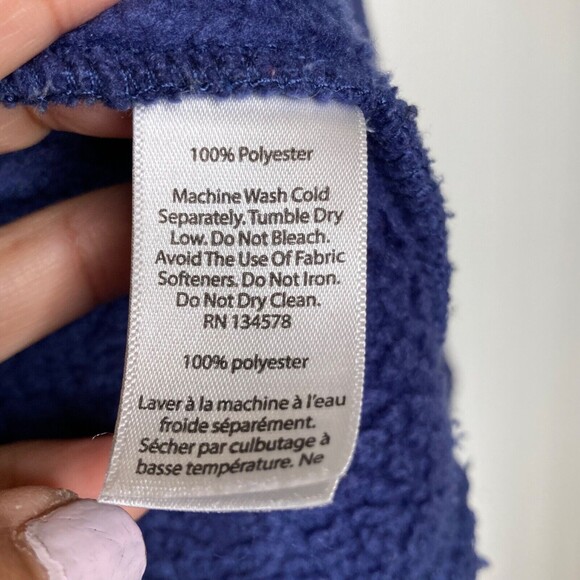 100% Polyester
Machine Wash Cold
Separately. Tumble Dry
Low. Do Not Bleach.
Avoid The Use Of Fabric
Softeners. Do Not Iron.
Do Not Dry Clean.
RN 134578
100% polyester
Laver à la machine à l'eau
froide séparément.
Sécher par culbutage à
basse température. Ne